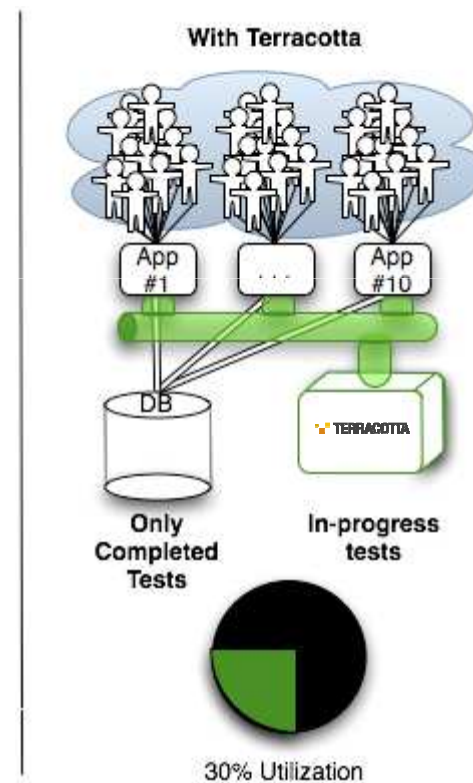 With Terracotta
App
#1
. . .
App
#10
DB
TERRACOTTA
Only
Completed
Tests
In-progress
tests
30% Utilization